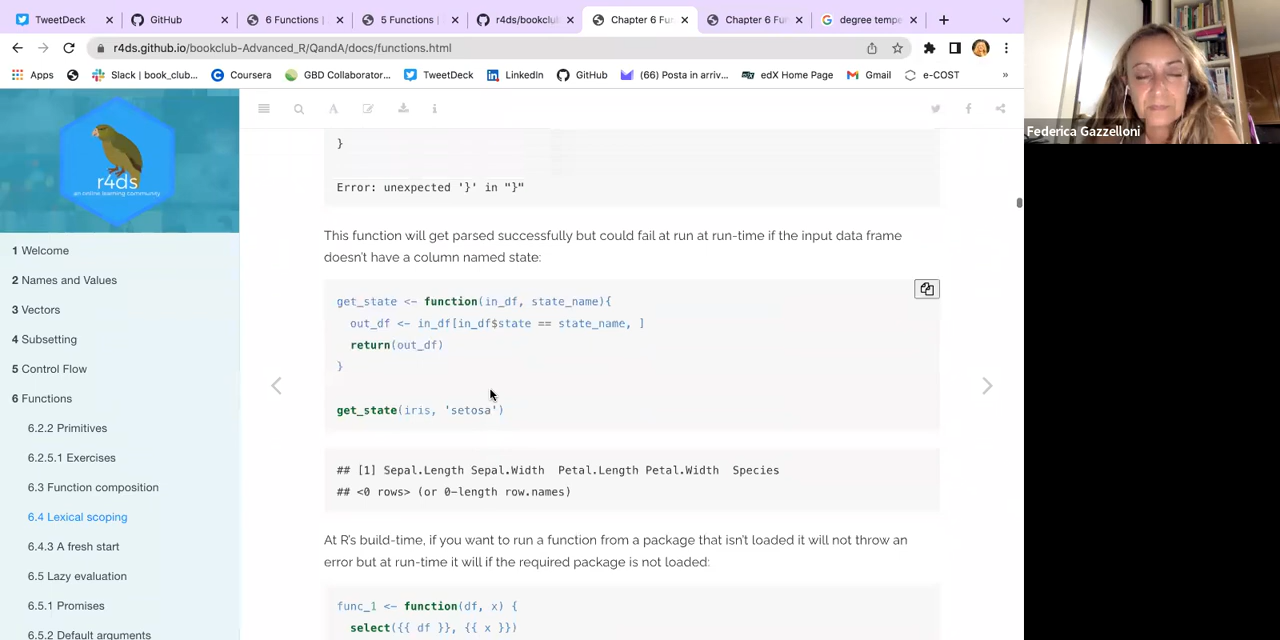 TweetDeck
GitHub
6 Functions |
5 Functions |
r4ds/bookclu
Chapter 6 Fu
Chapter 6 Fu
degree tempe
r4ds.github.io/bookclub-Advanced_R/QandA/docs/functions.html
Apps
Slack | book_club...
Coursera
GBD Collaborator...
TweetDeck
LinkedIn
GitHub
(66) Posta in arriv...
edX Home Page
Gmail
e-COST
»
r4ds
an online learning community
1 Welcome
2 Names and Values
3 Vectors
4 Subsetting
5 Control Flow
6 Functions
6.2.2 Primitives
6.2.5.1 Exercises
6.3 Function composition
6.4 Lexical scoping
6.4.3 A fresh start
6.5 Lazy evaluation
6.5.1 Promises
6.5.2 Default arguments
}
Error: unexpected '}' in "}"
This function will get parsed successfully but could fail at run at run-time if the input data frame
doesn't have a column named state:
get_state <- function(in_df, state_name){
out_df <- in_df[in_df$state == state_name, ]
return(out_df)
}
get_state(iris, 'setosa')
## [1] Sepal.Length Sepal.Width  Petal.Length Petal.Width  Species
## <0 rows> (or 0-length row.names)
At R's build-time, if you want to run a function from a package that isn't loaded it will not throw an
error but at run-time it will if the required package is not loaded:
func_1 <- function(df, x) {
select({{ df }}, {{ x }})
Federica Gazzelloni